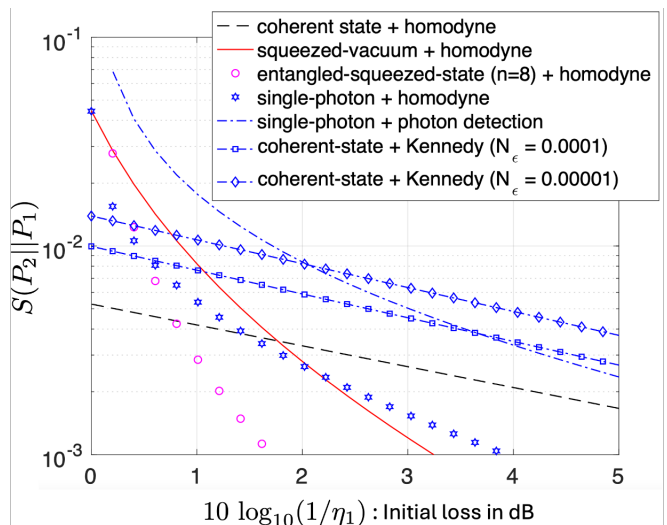 10^-1
10^-2
10^-3
S(P_2||P_1)
coherent state + homodyne
squeezed-vacuum + homodyne
entangled-squeezed-state (n=8) + homodyne
single-photon + homodyne
single-photon + photon detection
coherent-state + Kennedy (N_ϵ = 0.0001)
coherent-state + Kennedy (N_ϵ = 0.00001)
0 1 2 3 4 5
10 log_10(1/η_1) : Initial loss in dB